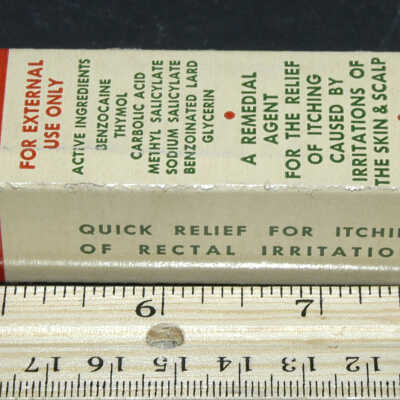 FOR EXTERNAL
USE ONLY
ACTIVE INGREDIENTS
BENZOCAINE
THYMOL
CARBOLIC ACID
METHYL SALICYLATE
SODIUM SALICYLATE
BENZOINATED LARD
GLYCERIN
A REMEDIAL
AGENT
FOR THE RELIEF
OF ITCHING
CAUSED BY
IRRITATIONS OF
THE SKIN & SCALP
QUICK RELIEF FOR ITCHI
OF RECTAL IRRITATIO
6 7
17 16 15 14 13 12 11